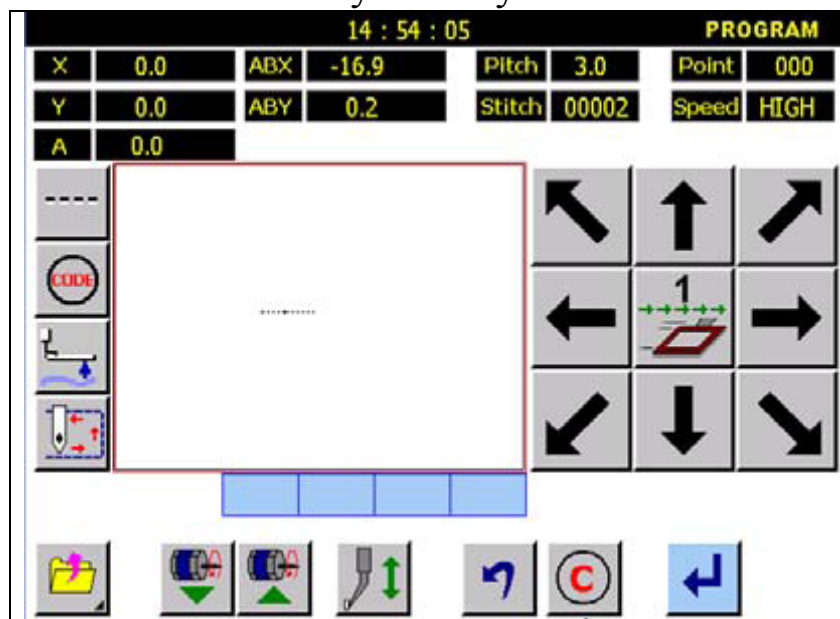 14 : 54 : 05 PROGRAM
X 0.0 ABX -16.9 Pitch 3.0 Point 000
Y 0.0 ABY 0.2 Stitch 00002 Speed HIGH
A 0.0
CODE
1
C